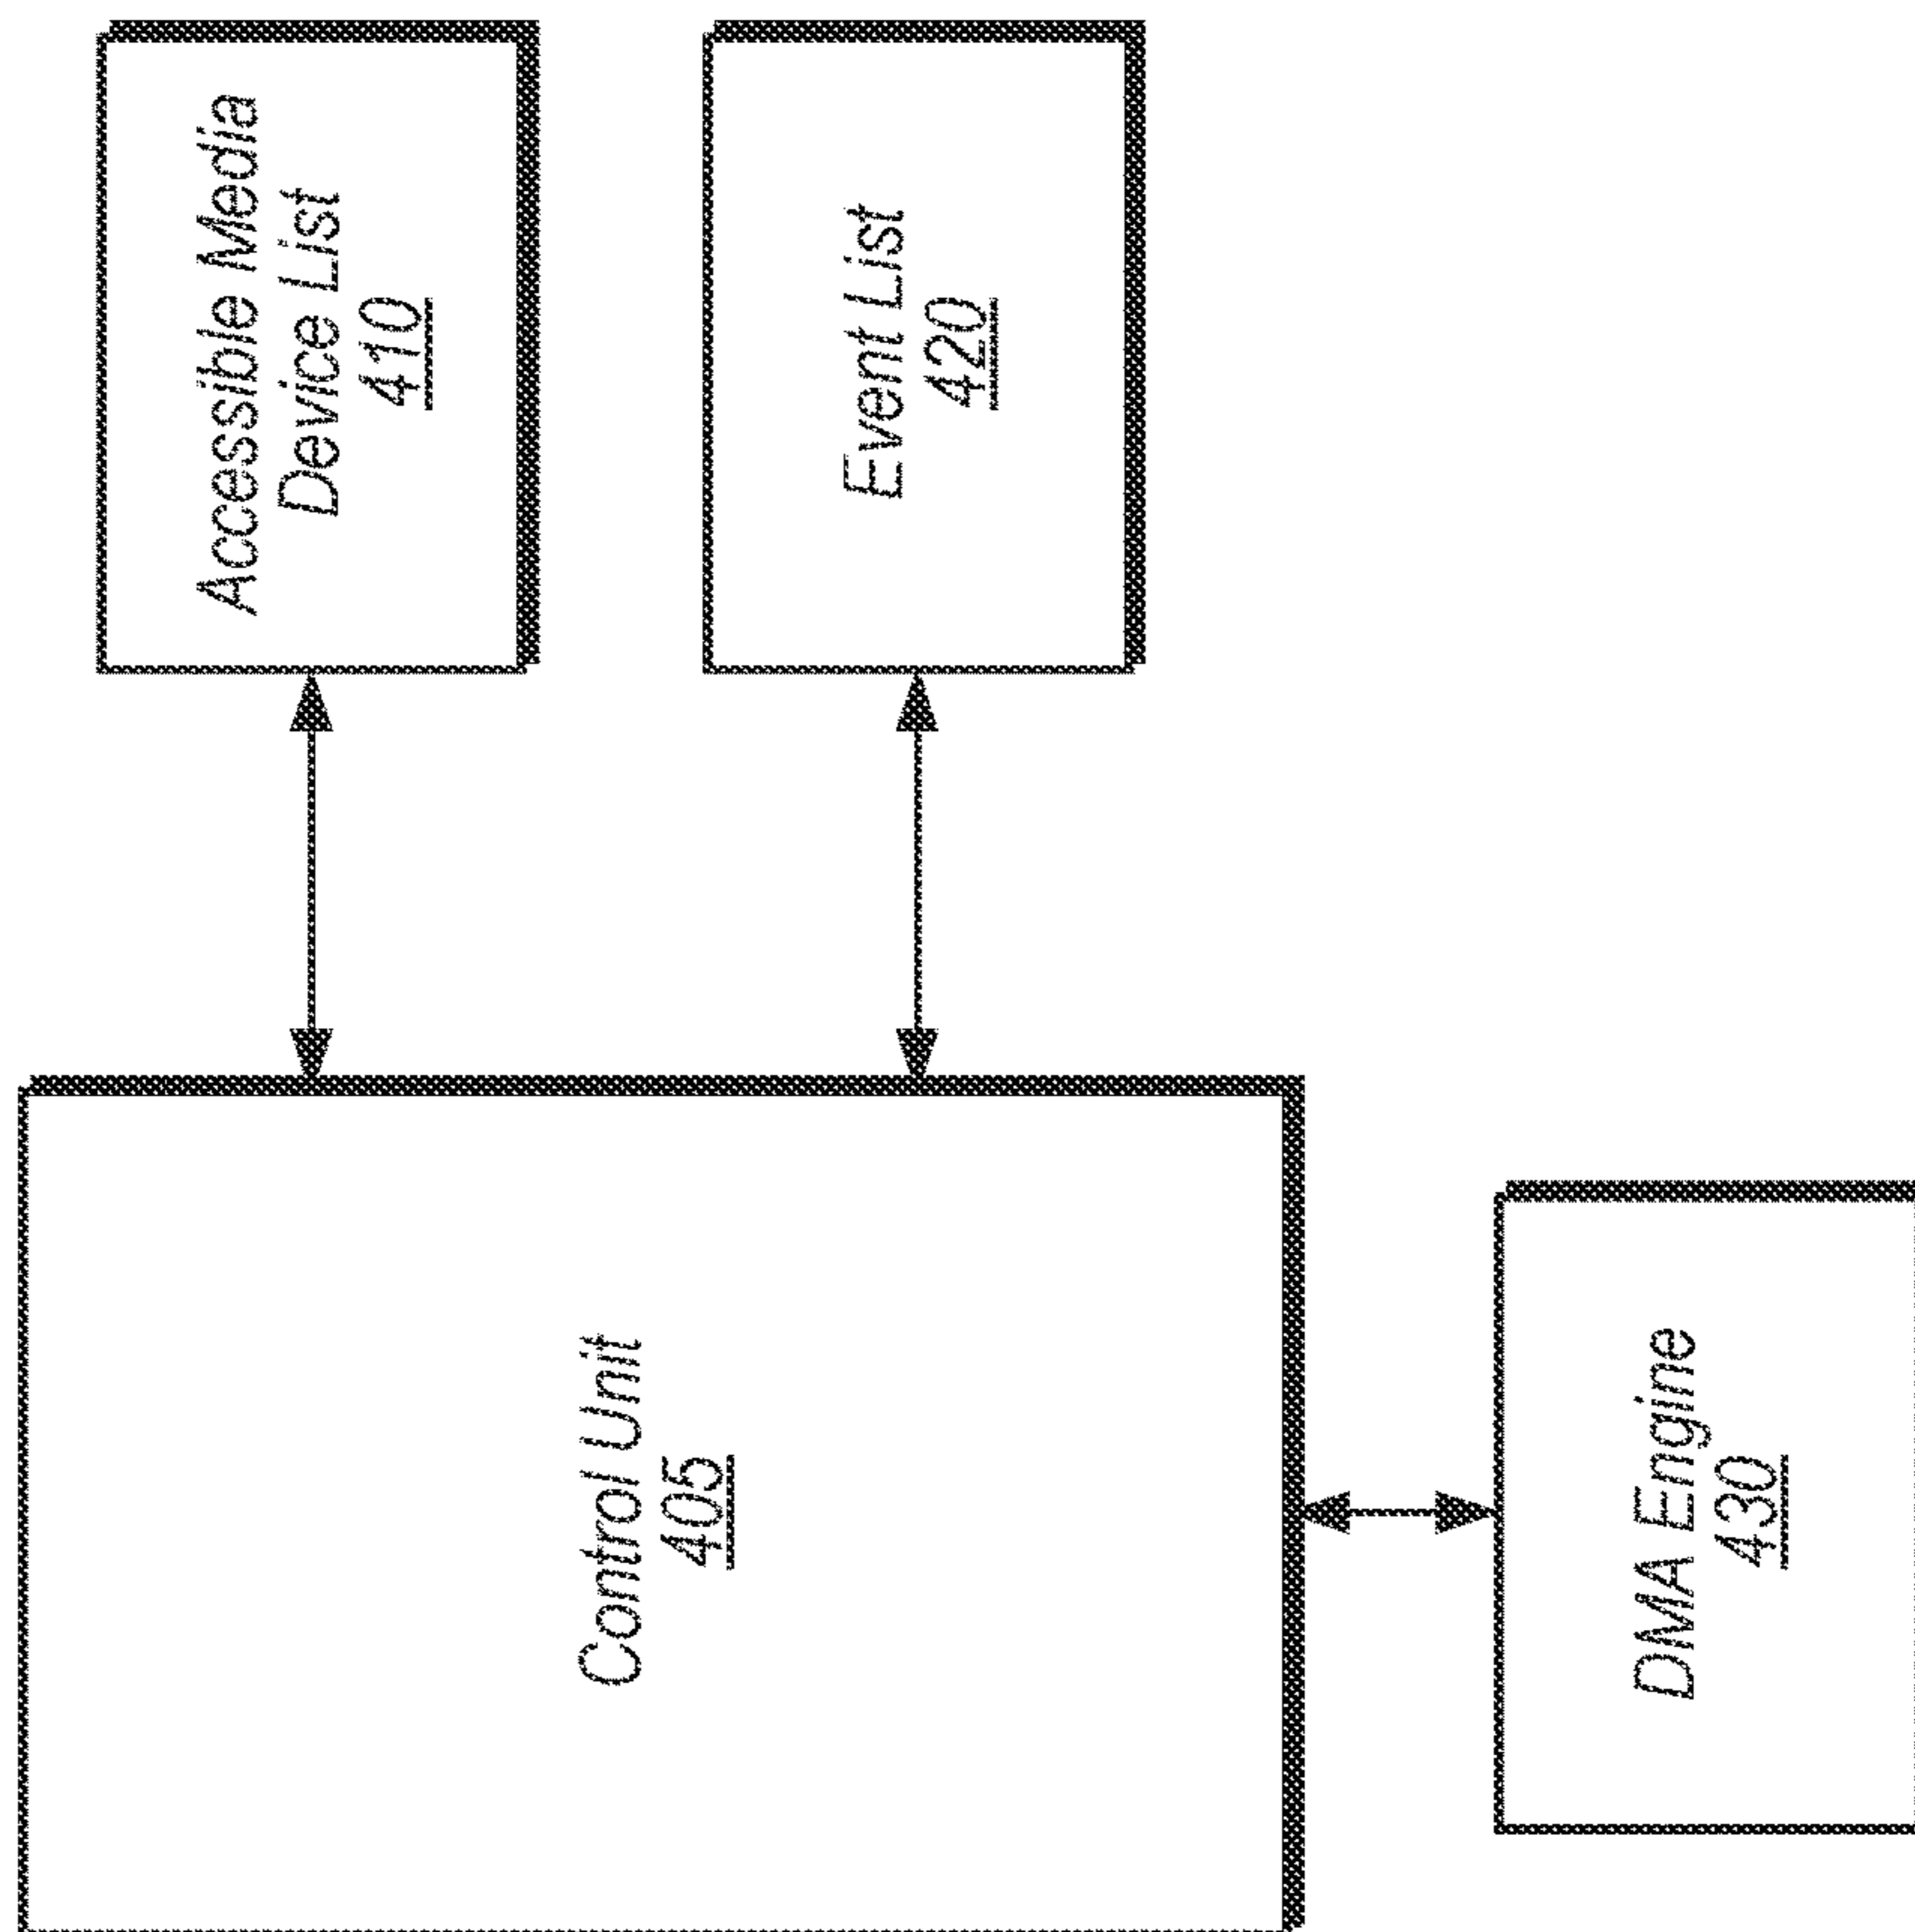 Accessible Media
Device List
410
Event List
420
Control Unit
405
DMA Engine
430